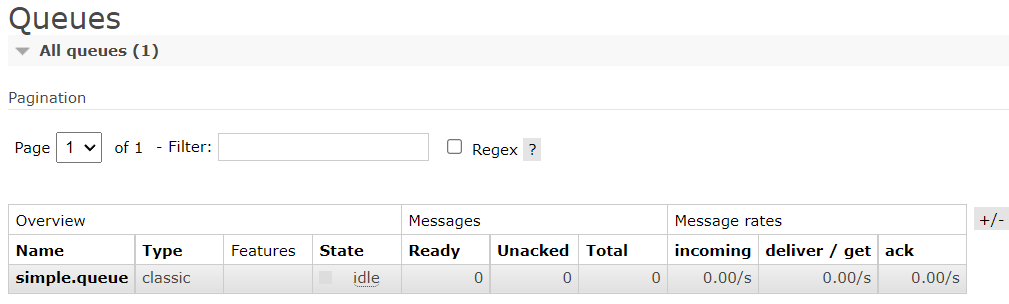 Queues
All queues (1)
Pagination
Page 1 of 1 - Filter: Regex ?
Overview Messages Message rates +/-
Name Type Features State Ready Unacked Total incoming deliver / get ack
simple.queue classic idle 0 0 0 0.00/s 0.00/s 0.00/s